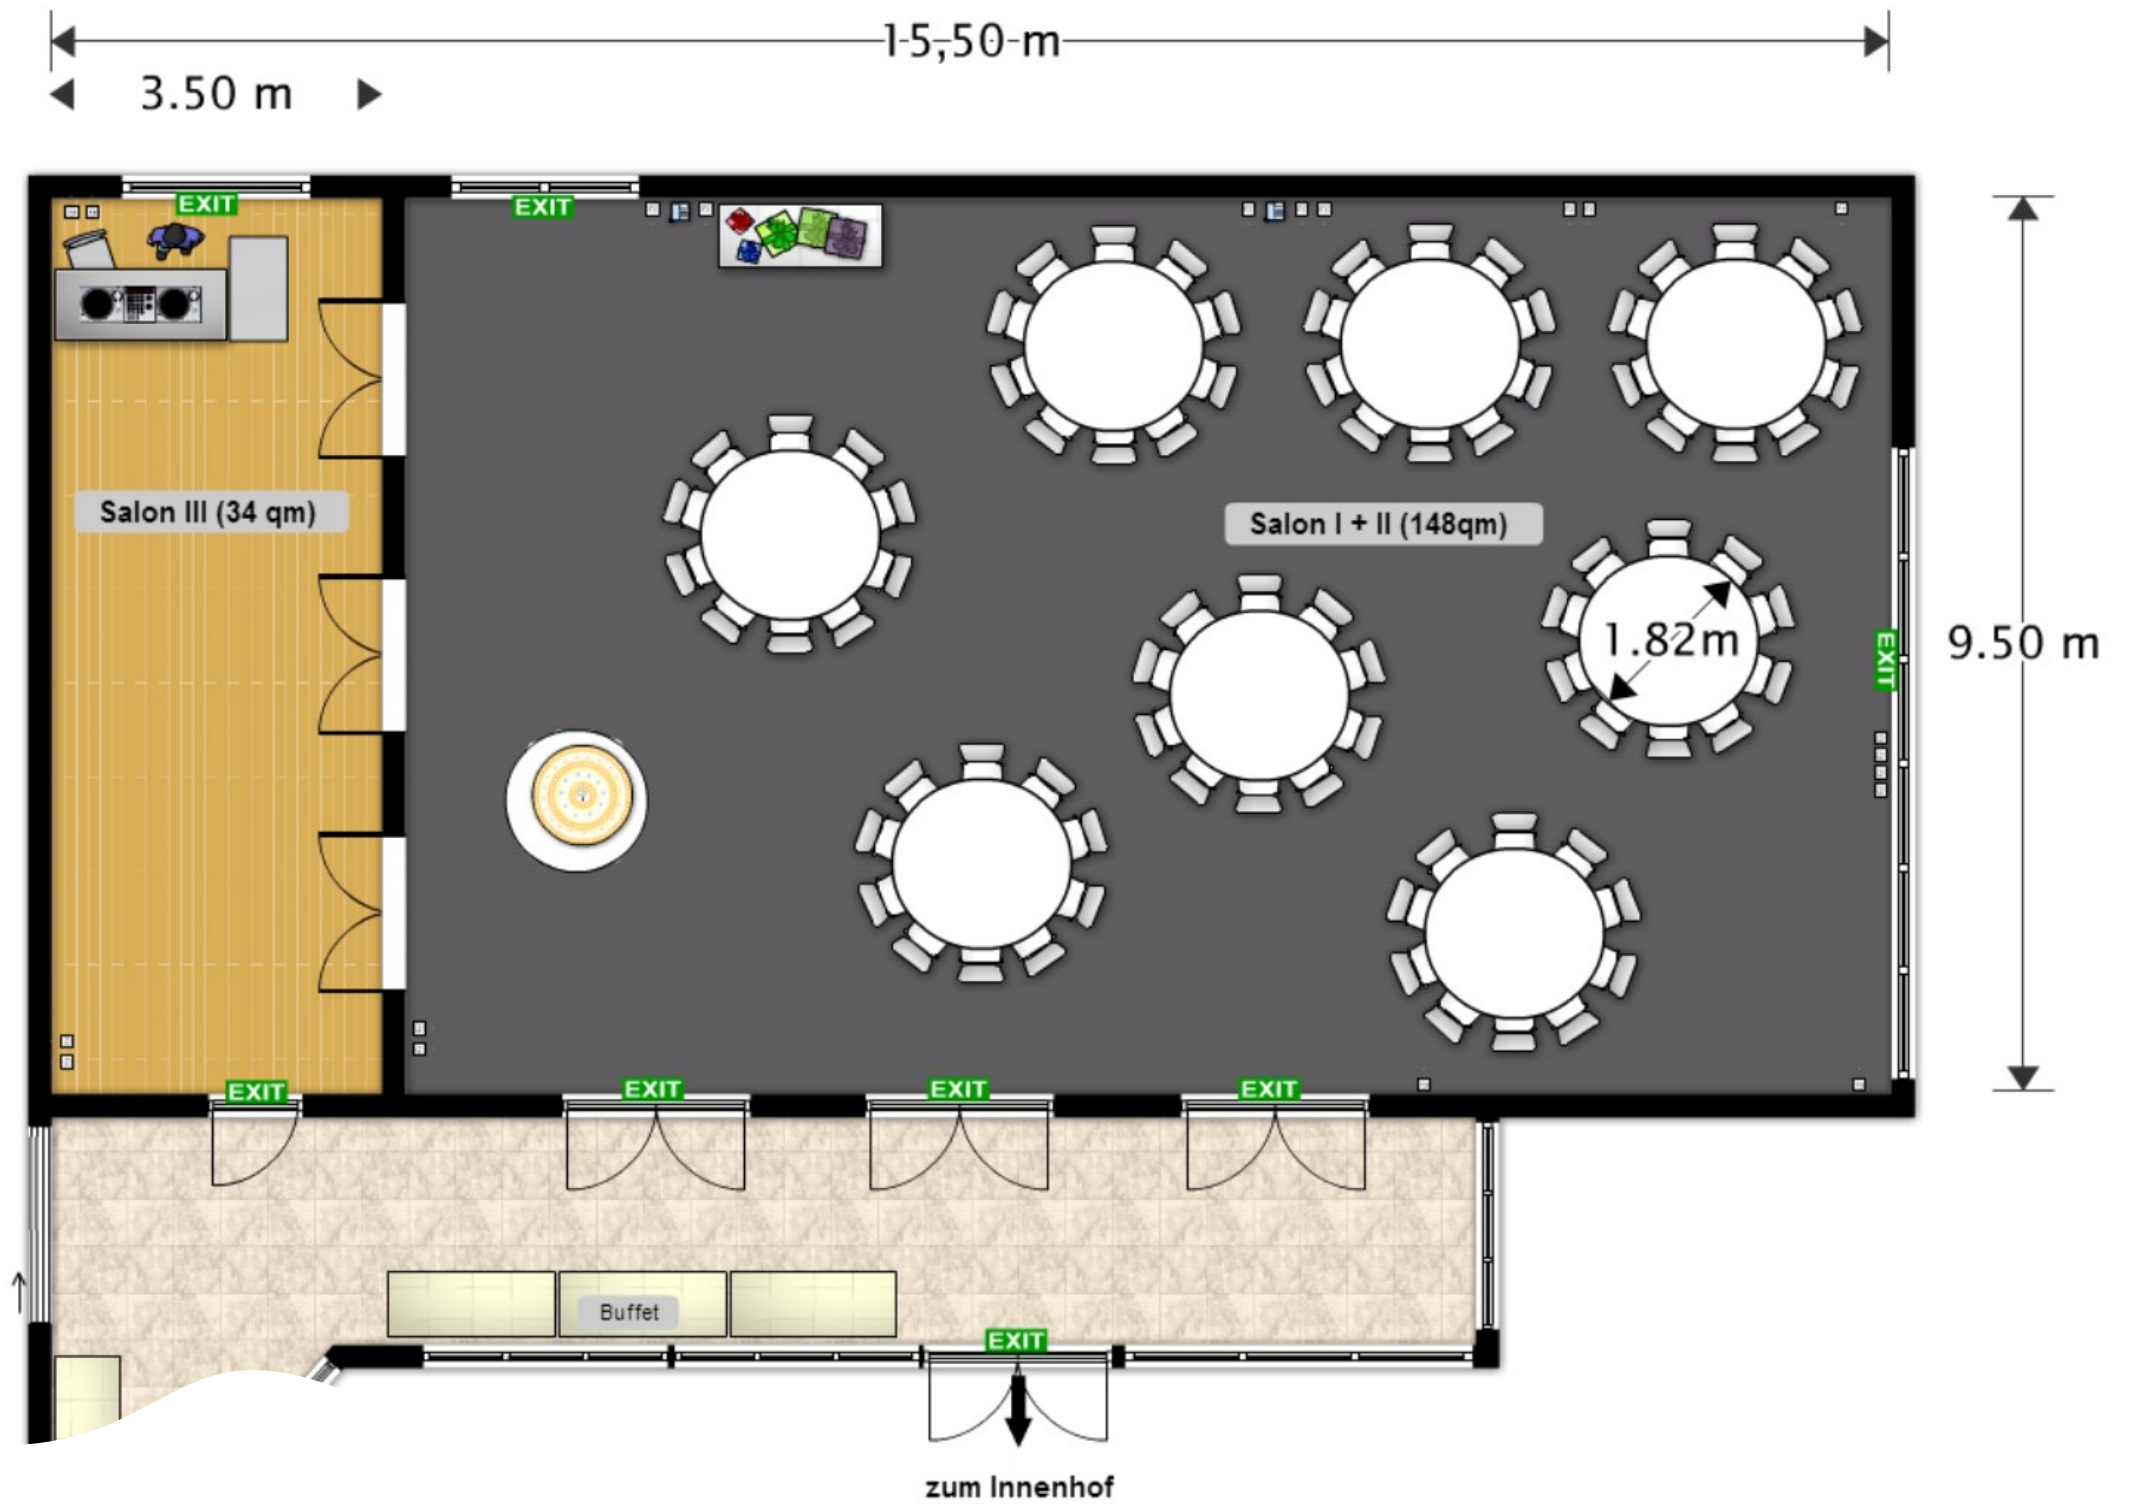 15,50 m
3.50 m
EXIT
EXIT
Salon III (34 qm)
Salon I + II (148qm)
1.82m
EXIT
9.50 m
EXIT
EXIT
EXIT
EXIT
Buffet
EXIT
zum Innenhof